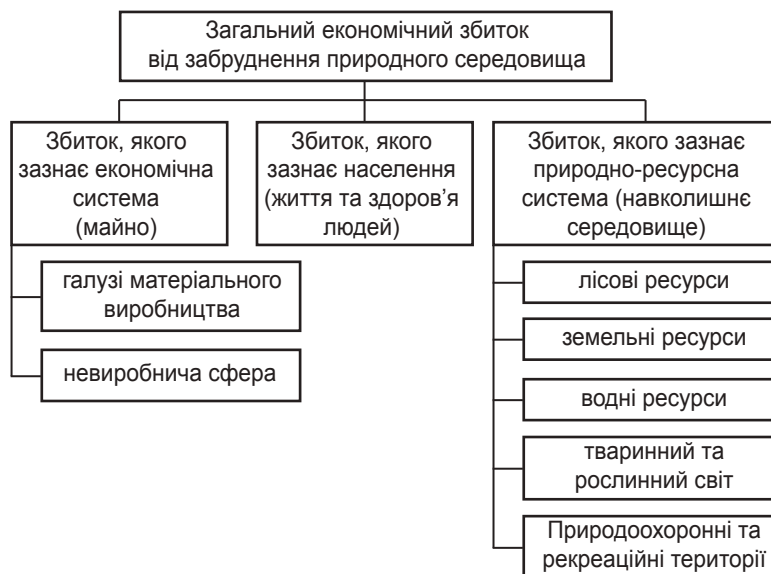 Загальний економічний збиток
від забруднення природного середовища
Збиток, якого
зазнає економічна
система
(майно)
Збиток, якого
зазнає населення
(життя та здоров’я
людей)
Збиток, якого зазнає
природно-ресурсна
система (навколишнє
середовище)
галузі матеріального
виробництва
невиробнича сфера
лісові ресурси
земельні ресурси
водні ресурси
тваринний та
рослинний світ
Природоохоронні та
рекреаційні території